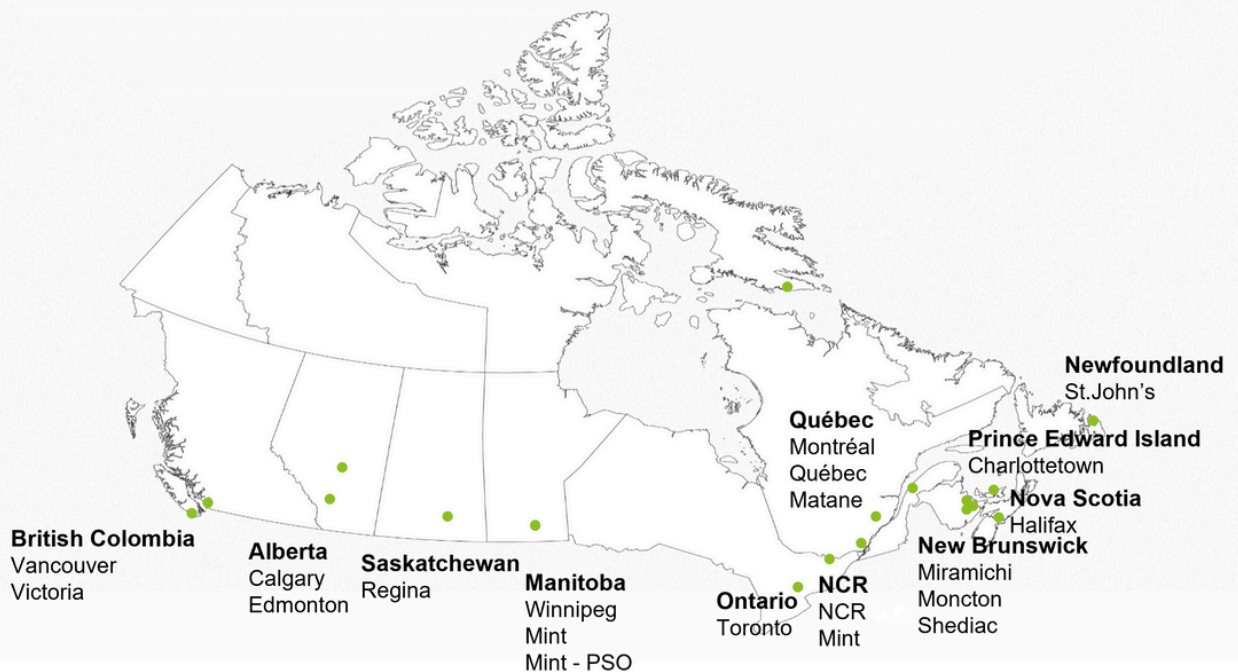 Newfoundland
St.John's
Québec
Montréal
Québec
Matane
Prince Edward Island
Charlottetown
Nova Scotia
Halifax
British Colombia
Vancouver
Victoria
Alberta
Calgary
Edmonton
Saskatchewan
Regina
Manitoba
Winnipeg
Mint
Mint - PSO
Ontario
Toronto
NCR
NCR
Mint
New Brunswick
Miramichi
Moncton
Shediac